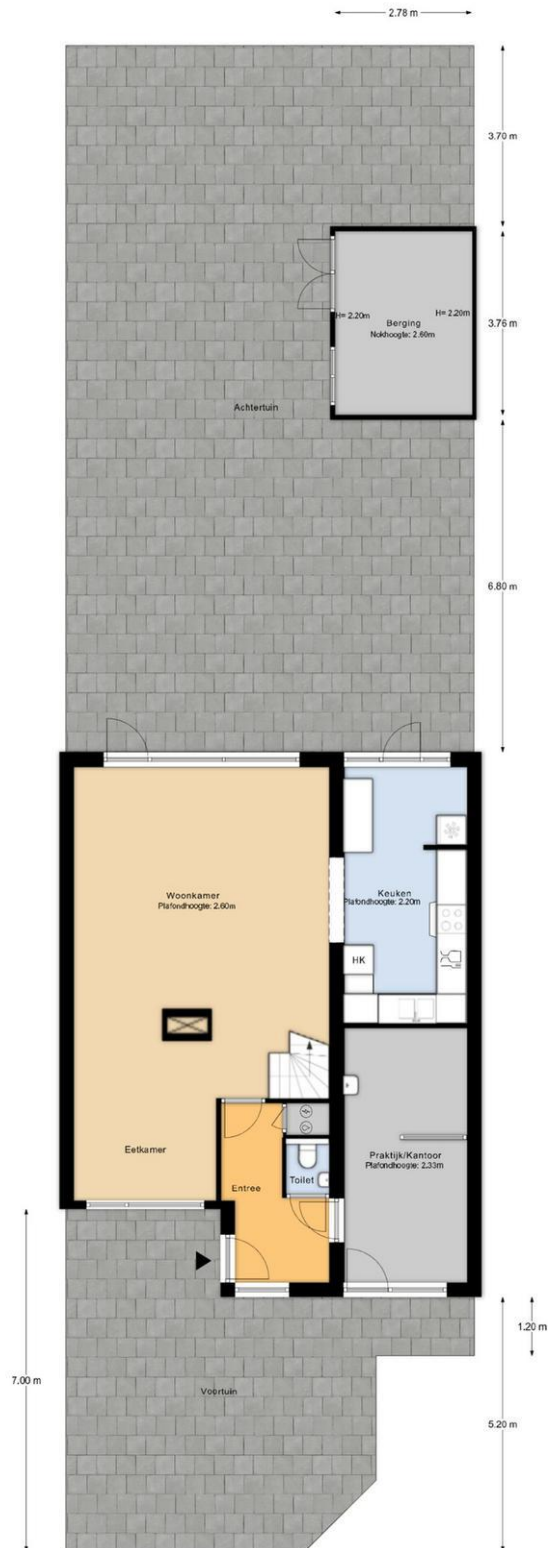 2.78 m
3.70 m
H= 2.20m
H= 2.20m
Berging
Nokhoogte: 2.60m
3.76 m
Achtertuin
6.80 m
Woonkamer
Plafondhoogte: 2.60m
Keuken
Plafondhoogte: 2.20m
HK
Eetkamer
Praktijk/Kantoor
Plafondhoogte: 2.33m
Toilet
Entree
1.20 m
7.00 m
Voortuin
5.20 m